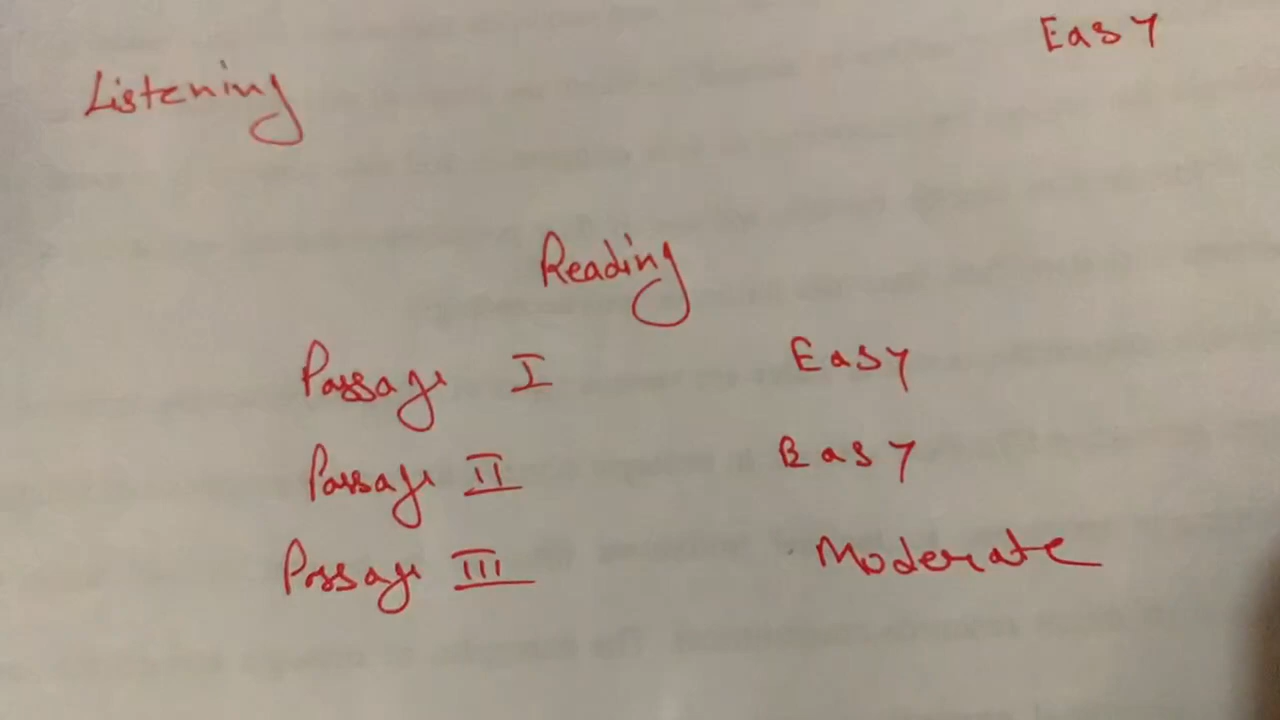 Easy
Listening
Reading
Passage I Easy
Passage II Easy
Passage III Moderate